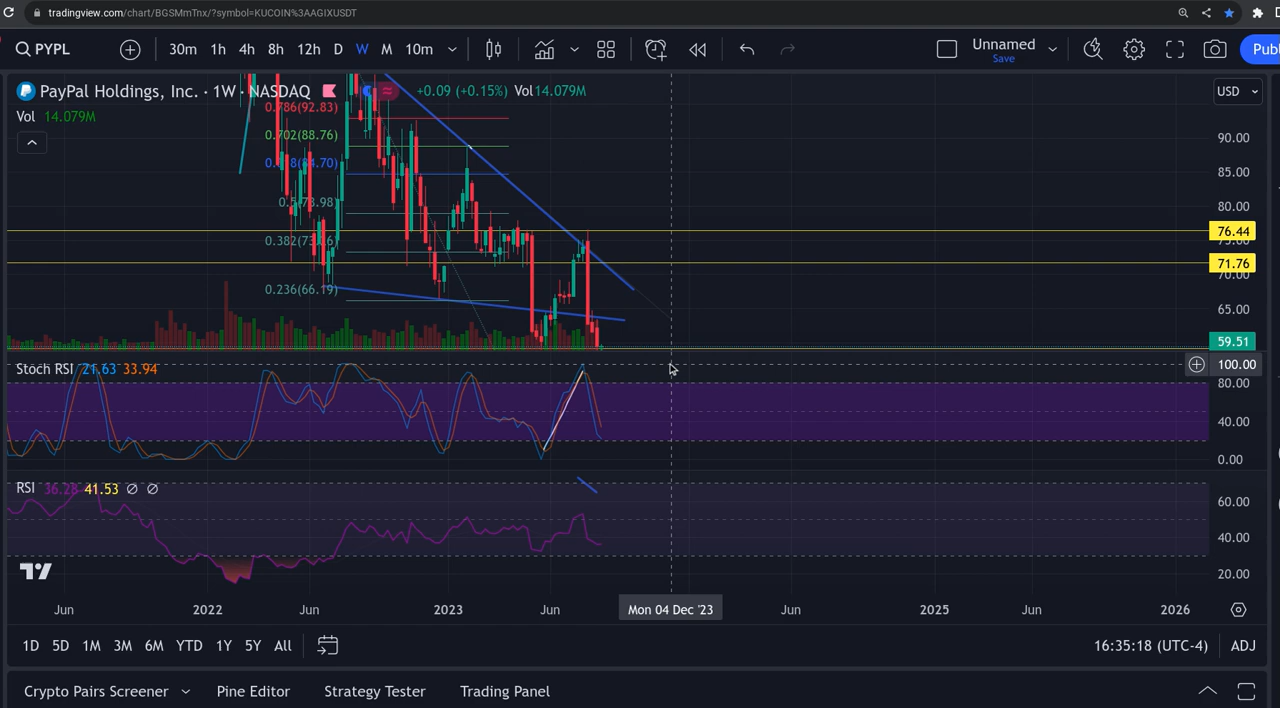 tradingview.com/chart/BGSMmTnx/?symbol=KUCOIN%3AAGIXUSDT
PYPL 30m 1h 4h 8h 12h D W M 10m Unnamed Save Publ
PayPal Holdings, Inc. · 1W · NASDAQ +0.09 (+0.15%) Vol 14.079M USD
Vol 14.079M
0.786(92.83)
0.702(88.76)
90.00
85.00
80.00
76.44
71.76
70.00
0.236(66.19)
65.00
59.51
Stoch RSI 21.63 33.94
100.00
80.00
40.00
0.00
RSI 36.28 41.53
60.00
40.00
20.00
Jun 2022 Jun 2023 Jun Mon 04 Dec '23 Jun 2025 Jun 2026
1D 5D 1M 3M 6M YTD 1Y 5Y All 16:35:18 (UTC-4) ADJ
Crypto Pairs Screener Pine Editor Strategy Tester Trading Panel